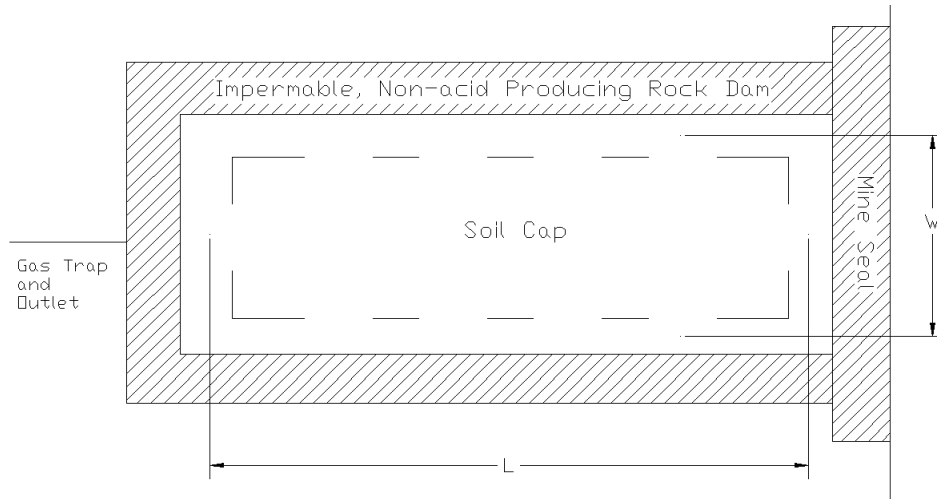 Impermable, Non-acid Producing Rock Dam
Soil Cap
Mine Seal
W
Gas Trap
and
Outlet
L